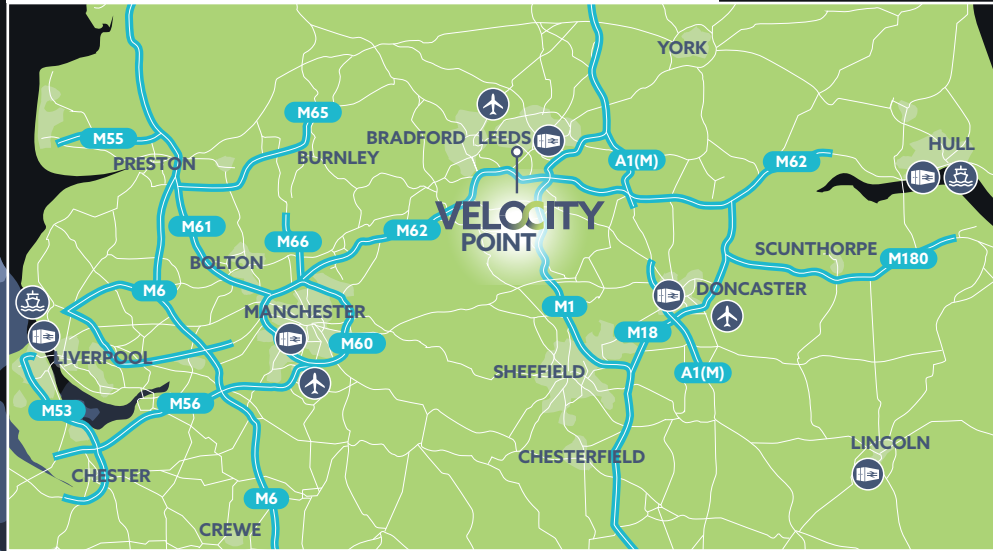 YORK
M65
BRADFORD
LEEDS
M55
HULL
PRESTON
BURNLEY
A1(M)
M62
VELOCITY
POINT
M61
M62
M66
SCUNTHORPE
M180
BOLTON
M6
DONCASTER
MANCHESTER
M1
M18
M60
LIVERPOOL
SHEFFIELD
A1(M)
M56
M53
LINCOLN
CHESTERFIELD
CHESTER
M6
CREWE